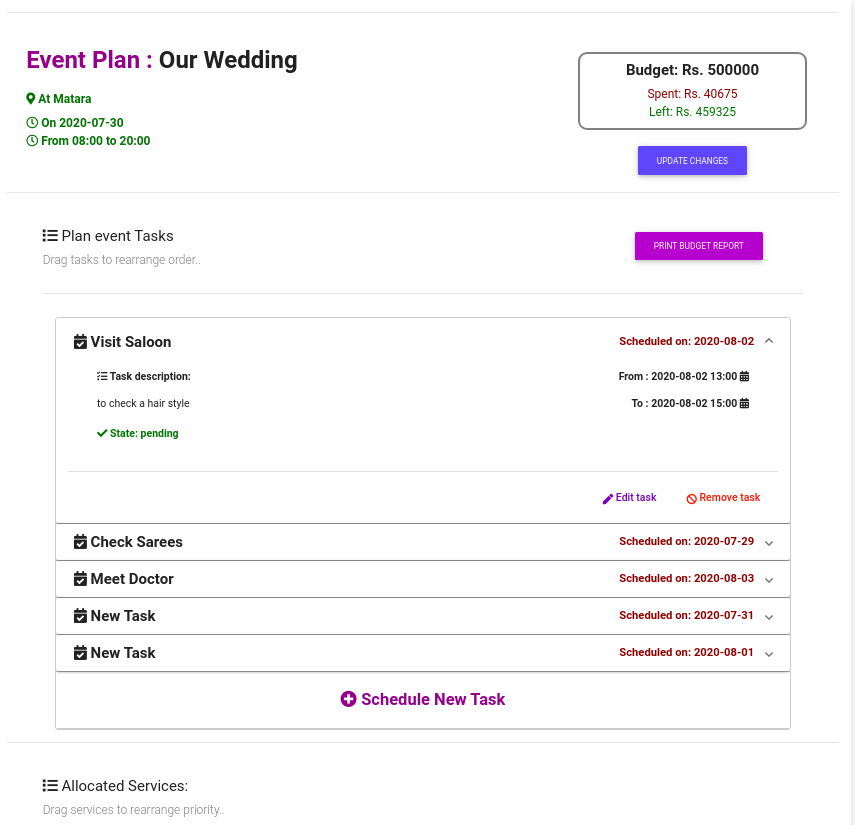 Event Plan : Our Wedding
At Matara
On 2020-07-30
From 08:00 to 20:00
Budget: Rs. 500000
Spent: Rs. 40675
Left: Rs. 459325
UPDATE CHANGES
Plan event Tasks
Drag tasks to rearrange order..
PRINT BUDGET REPORT
Visit Saloon Scheduled on: 2020-08-02
Task description: From : 2020-08-02 13:00
to check a hair style To : 2020-08-02 15:00
State: pending
Edit task Remove task
Check Sarees Scheduled on: 2020-07-29
Meet Doctor Scheduled on: 2020-08-03
New Task Scheduled on: 2020-07-31
New Task Scheduled on: 2020-08-01
Schedule New Task
Allocated Services:
Drag services to rearrange priority..